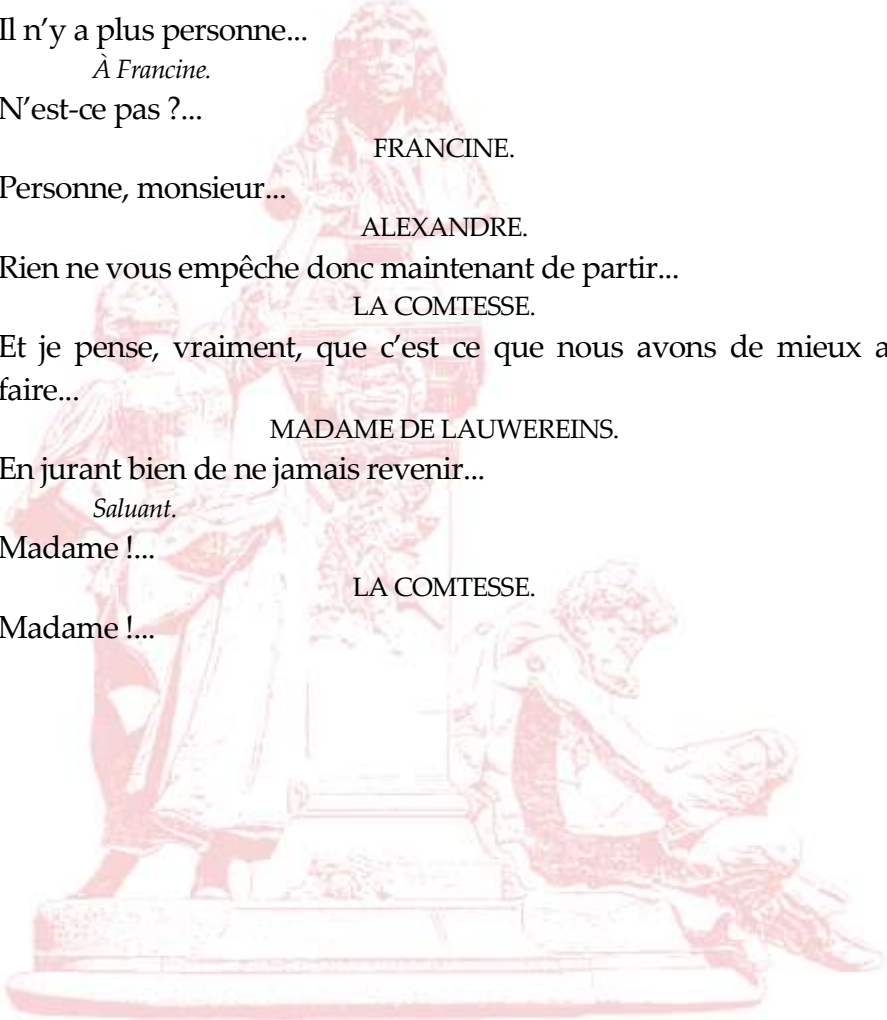 Il n’y a plus personne...
À Francine.
N’est-ce pas ?...
FRANCINE.
Personne, monsieur...
ALEXANDRE.
Rien ne vous empêche donc maintenant de partir...
LA COMTESSE.
Et je pense, vraiment, que c’est ce que nous avons de mieux a
faire...
MADAME DE LAUWEREINS.
En jurant bien de ne jamais revenir...
Saluant.
Madame !...
LA COMTESSE.
Madame !...